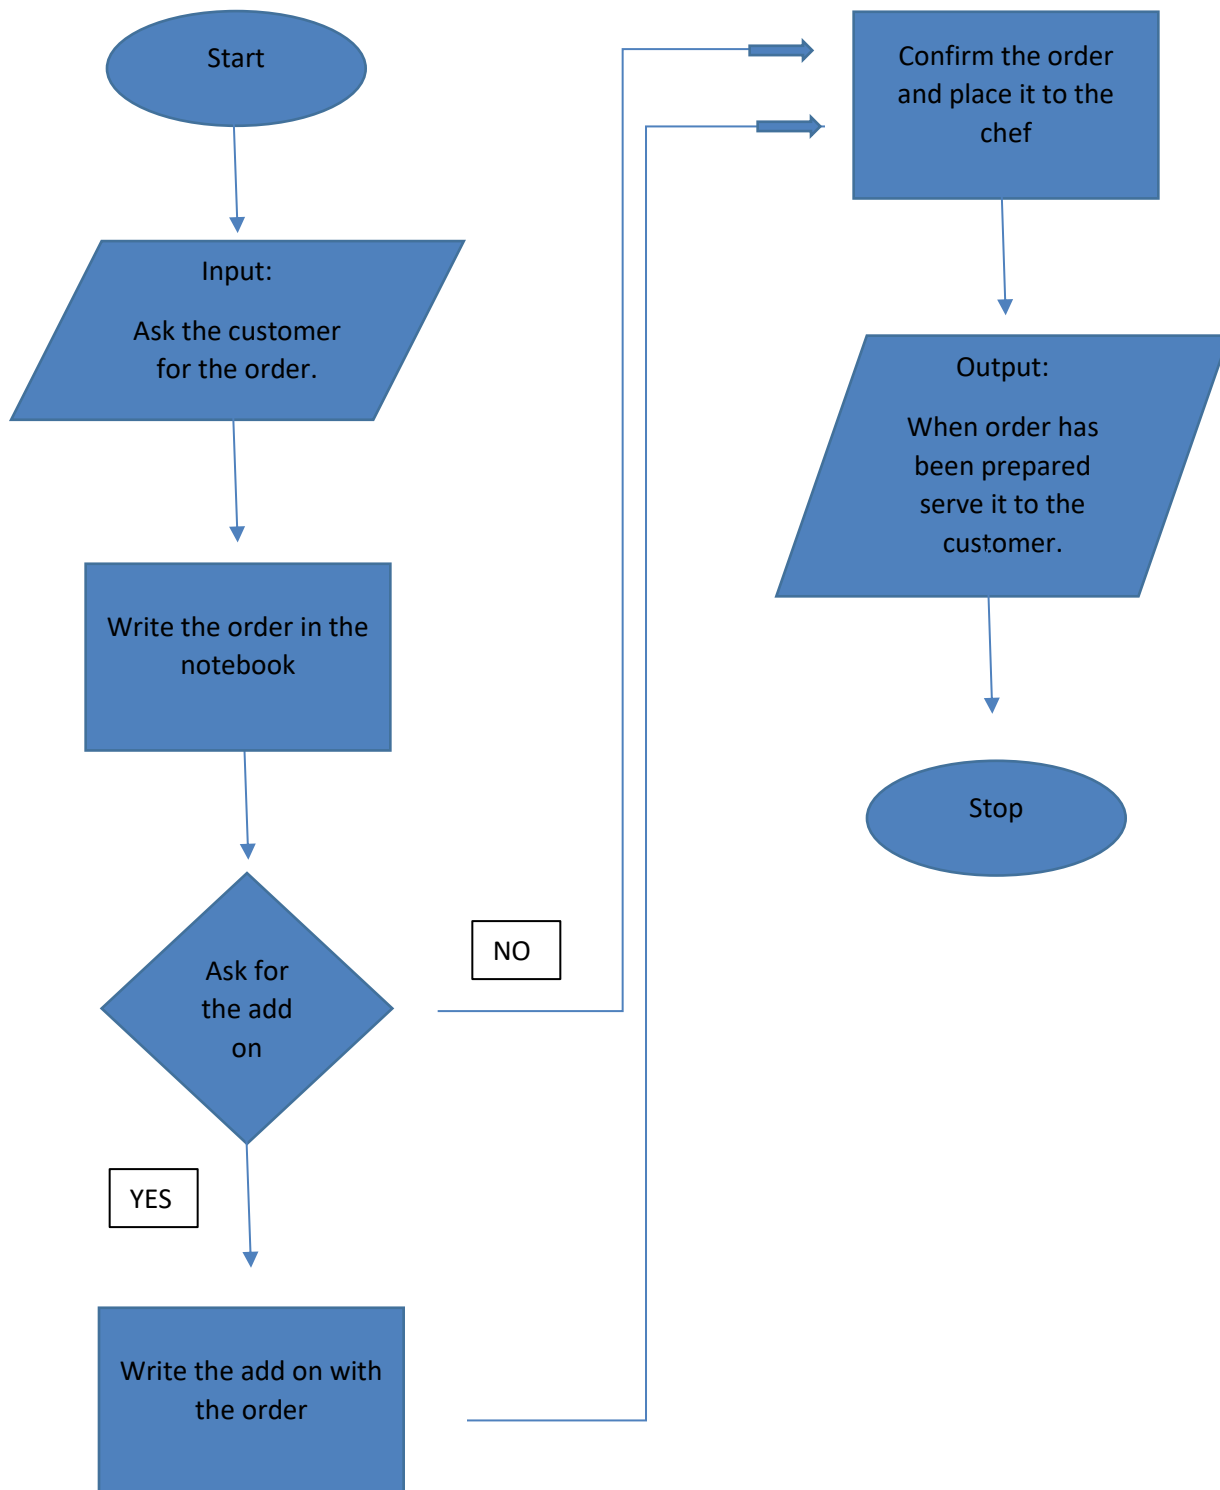 Start
Input:
Ask the customer
for the order.
Write the order in the
notebook
Ask for
the add
on
NO
YES
Write the add on with
the order
Confirm the order
and place it to the
chef
Output:
When order has
been prepared
serve it to the
customer.
Stop